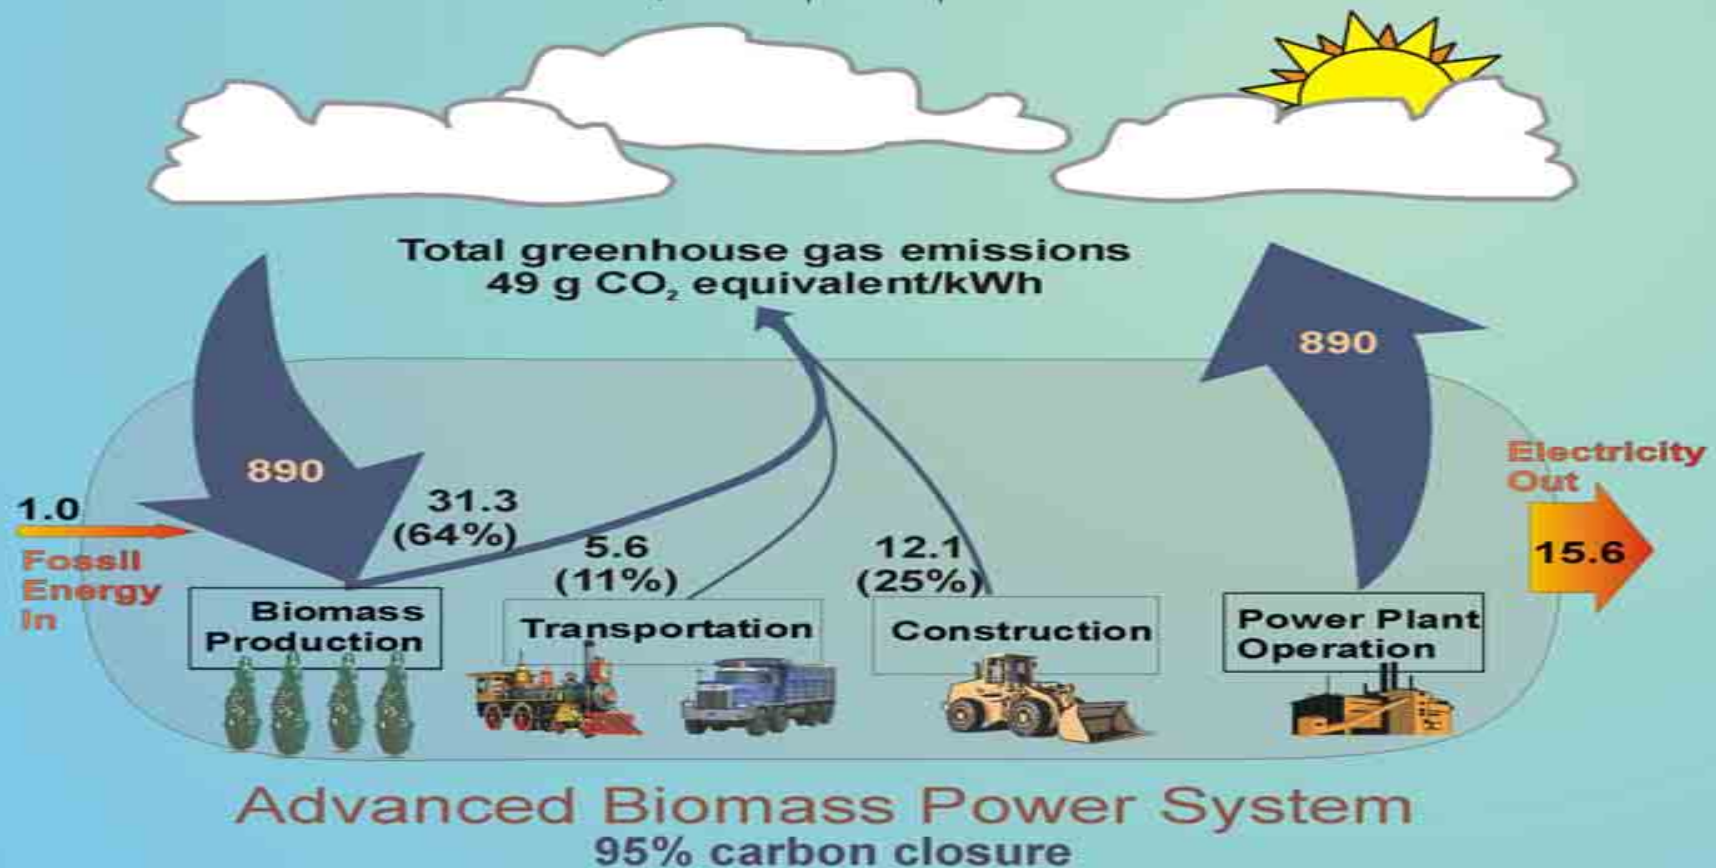 Total greenhouse gas emissions
49 g CO₂ equivalent/kWh
890
890
1.0
Fossil
Energy
In
31.3
(64%)
5.6
(11%)
12.1
(25%)
Electricity
Out
15.6
Biomass
Production
Transportation
Construction
Power Plant
Operation
Advanced Biomass Power System
95% carbon closure